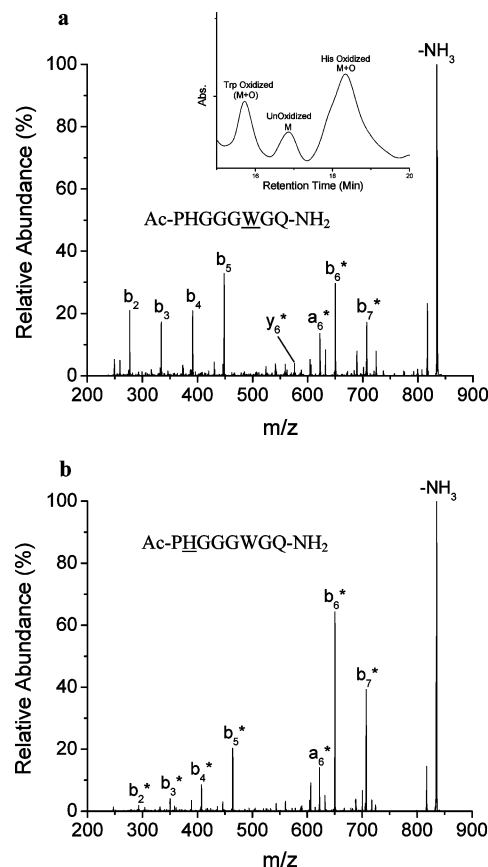 a
-NH₃
100
80
60
40
20
0
Relative Abundance (%)
Abs.
Trp Oxidized
(M+O)
UnOxidized
M
His Oxidized
M+O
16
18
20
Retention Time (Min)
Ac-PHGGGWGQ-NH₂
b₂
b₃
b₄
b₅
y₆*
a₆*
b₆*
b₇*
200 300 400 500 600 700 800 900
m/z
b
-NH₃
100
80
60
40
20
0
Relative Abundance (%)
Ac-PHGGGWGQ-NH₂
b₂*
b₃*
b₄*
b₅*
a₆*
b₆*
b₇*
200 300 400 500 600 700 800 900
m/z